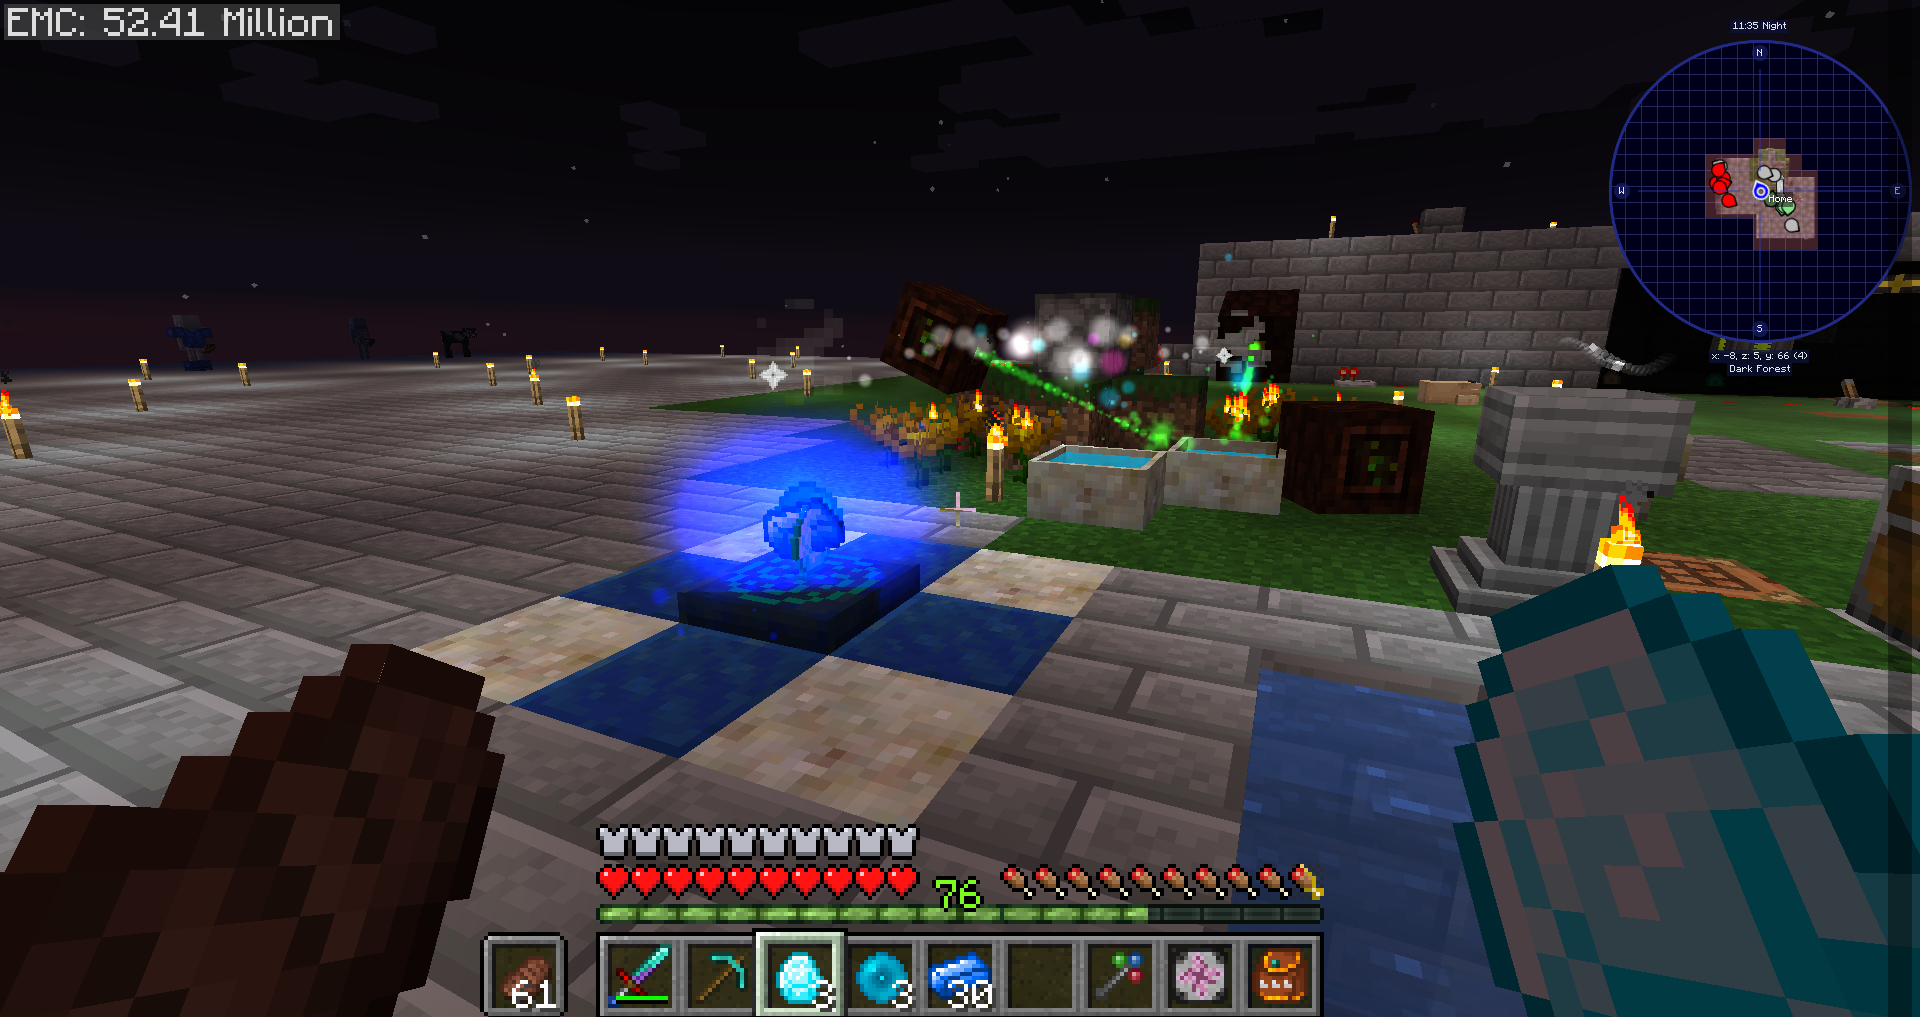 EMC: 52.41 Million
11:35 Night
N
W
E
Home
S
x: -8, z: 5, y: 66 (4)
Dark Forest
76
61
3
3
30